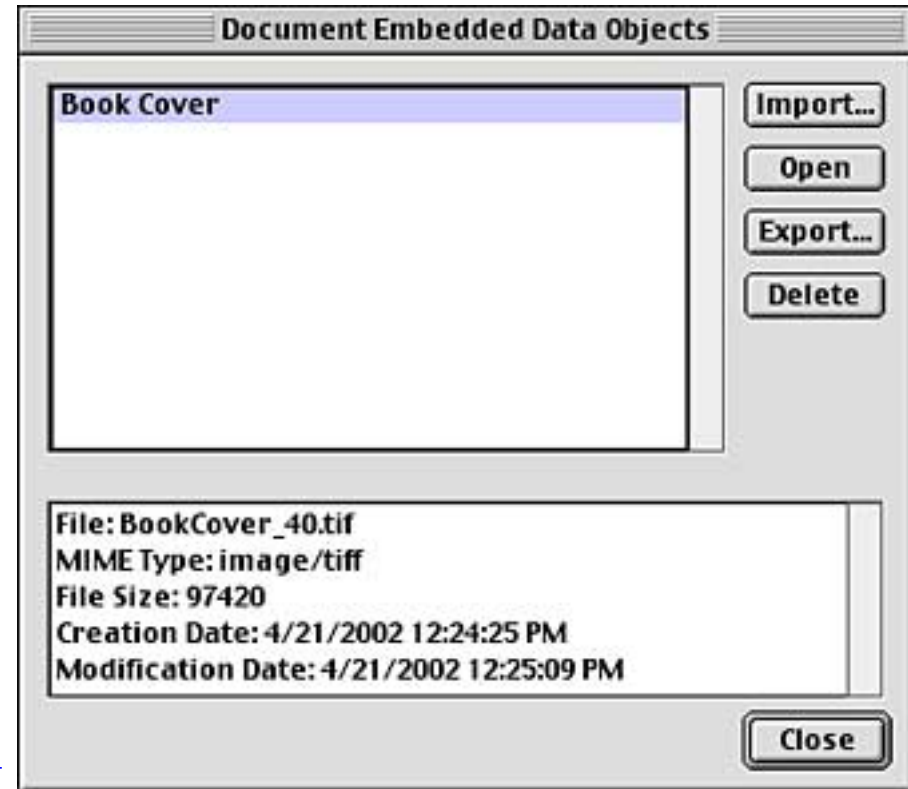 Document Embedded Data Objects
Book Cover
Import...
Open
Export...
Delete
File: BookCover_40.tif
MIME Type: image/tiff
File Size: 97420
Creation Date: 4/21/2002 12:24:25 PM
Modification Date: 4/21/2002 12:25:09 PM
Close